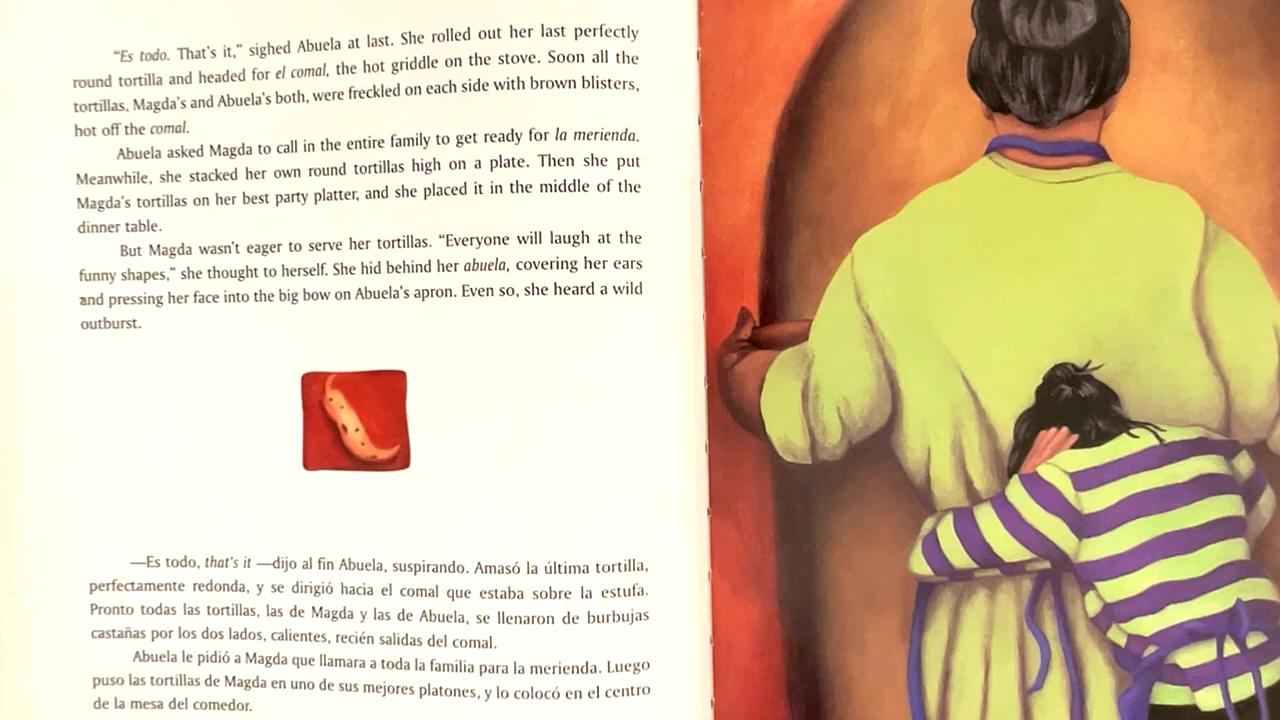 “Es todo. That’s it,” sighed Abuela at last. She rolled out her last perfectly
round tortilla and headed for el comal, the hot griddle on the stove. Soon all the
tortillas, Magda’s and Abuela’s both, were freckled on each side with brown blisters,
hot off the comal.
Abuela asked Magda to call in the entire family to get ready for la merienda.
Meanwhile, she stacked her own round tortillas high on a plate. Then she put
Magda’s tortillas on her best party platter, and she placed it in the middle of the
dinner table.
But Magda wasn’t eager to serve her tortillas. “Everyone will laugh at the
funny shapes,” she thought to herself. She hid behind her abuela, covering her ears
and pressing her face into the big bow on Abuela’s apron. Even so, she heard a wild
outburst.
—Es todo, that’s it —dijo al fin Abuela, suspirando. Amasó la última tortilla,
perfectamente redonda, y se dirigió hacia el comal que estaba sobre la estufa.
Pronto todas las tortillas, las de Magda y las de Abuela, se llenaron de burbujas
castañas por los dos lados, calientes, recién salidas del comal.
Abuela le pidió a Magda que llamara a toda la familia para la merienda. Luego
puso las tortillas de Magda en uno de sus mejores platones, y lo colocó en el centro
de la mesa del comedor.